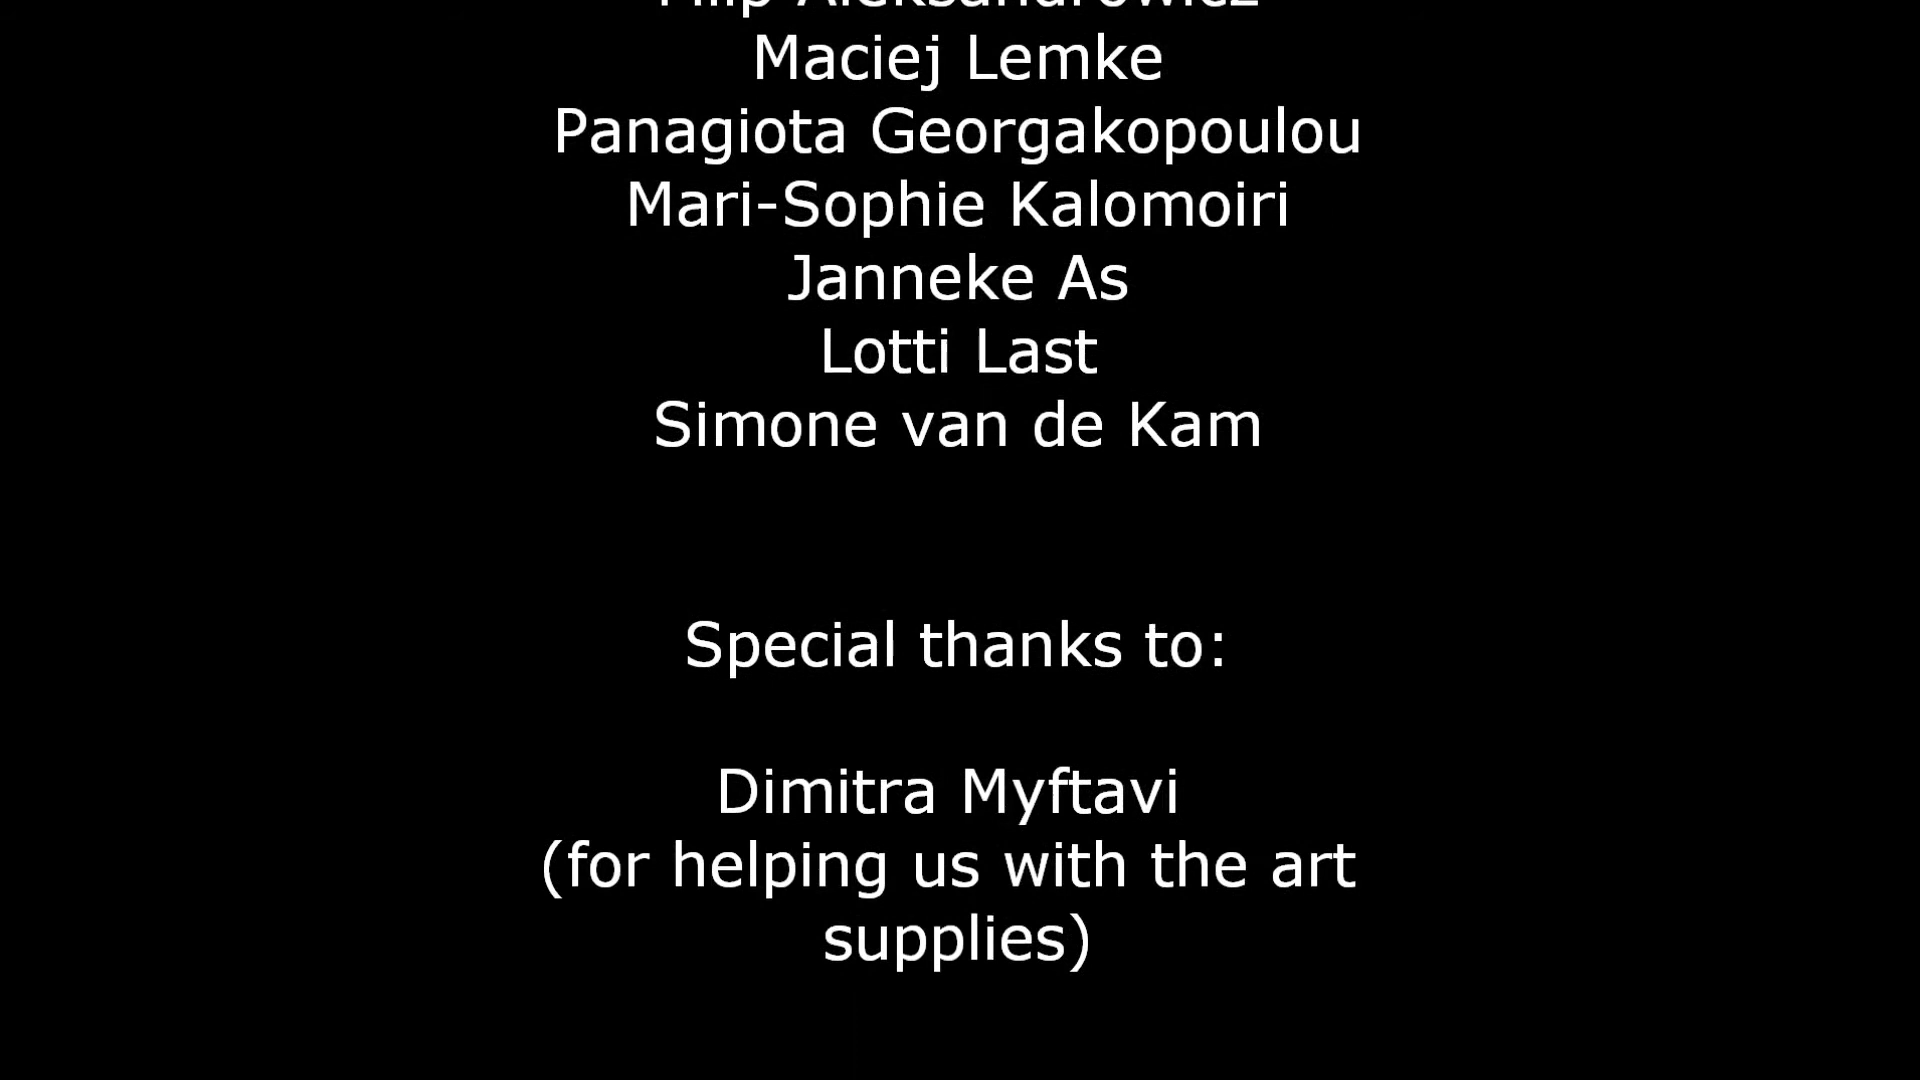 Filip Aleksandrowicz
Maciej Lemke
Panagiota Georgakopoulou
Mari-Sophie Kalomoiri
Janneke As
Lotti Last
Simone van de Kam
Special thanks to:
Dimitra Myftavi
(for helping us with the art
supplies)